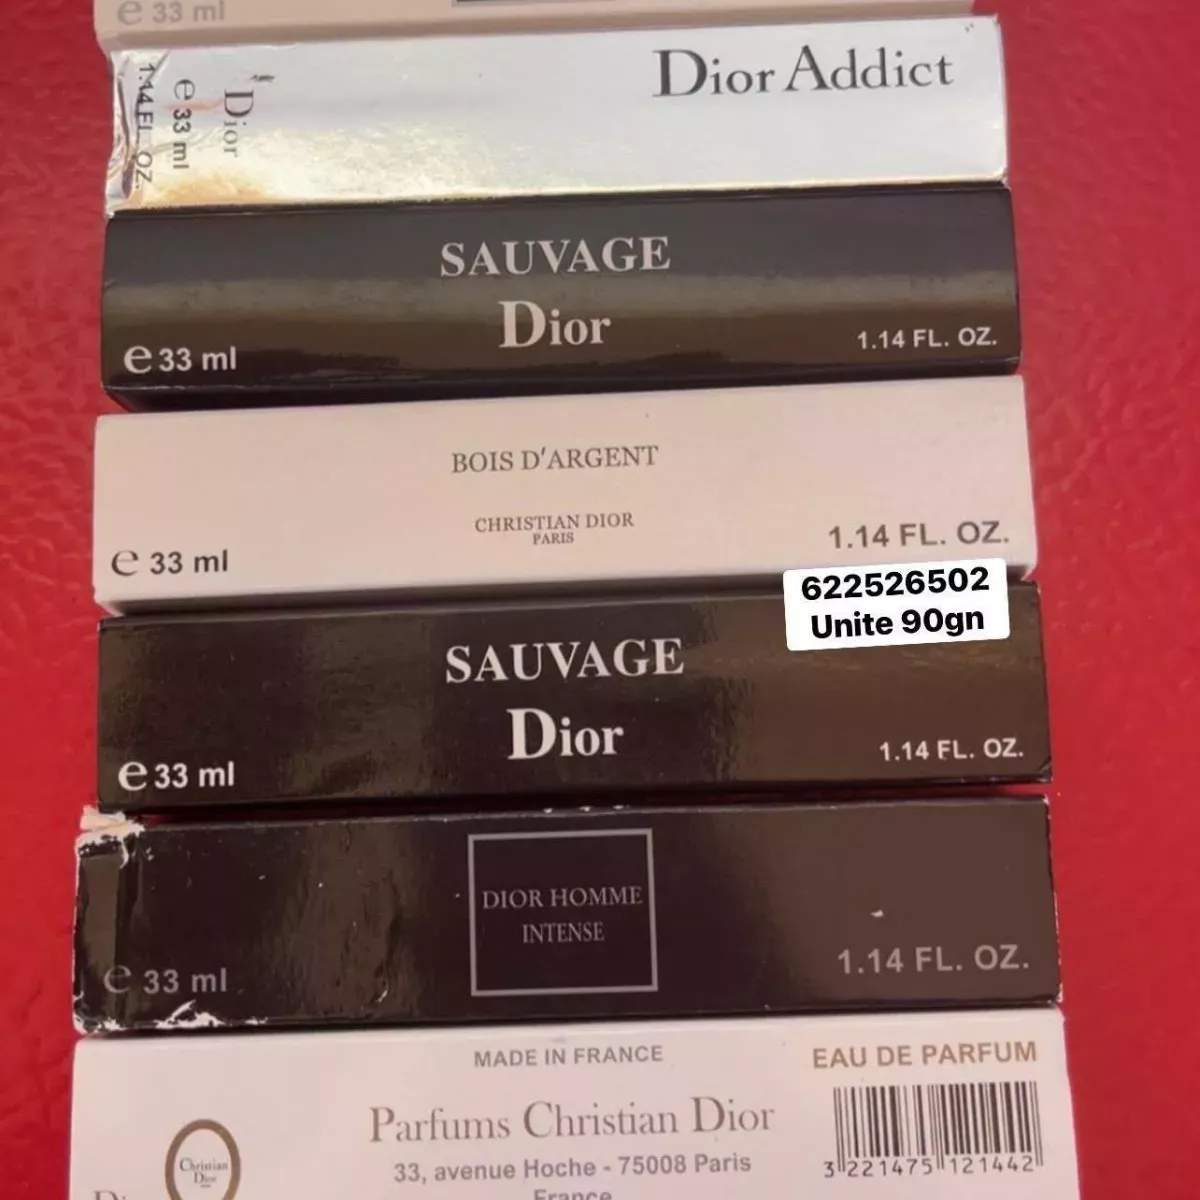 e 33 ml
Dior Addict
Dior
e 33 ml
1.14 FL. OZ.
SAUVAGE
Dior
e 33 ml
1.14 FL. OZ.
BOIS D'ARGENT
CHRISTIAN DIOR
PARIS
e 33 ml
1.14 FL. OZ.
622526502
Unite 90gn
SAUVAGE
Dior
e 33 ml
1.14 FL. OZ.
DIOR HOMME
INTENSE
e 33 ml
1.14 FL. OZ.
MADE IN FRANCE
EAU DE PARFUM
Parfums Christian Dior
33, avenue Hoche - 75008 Paris
France
3 221475 121442
Christian
Dior